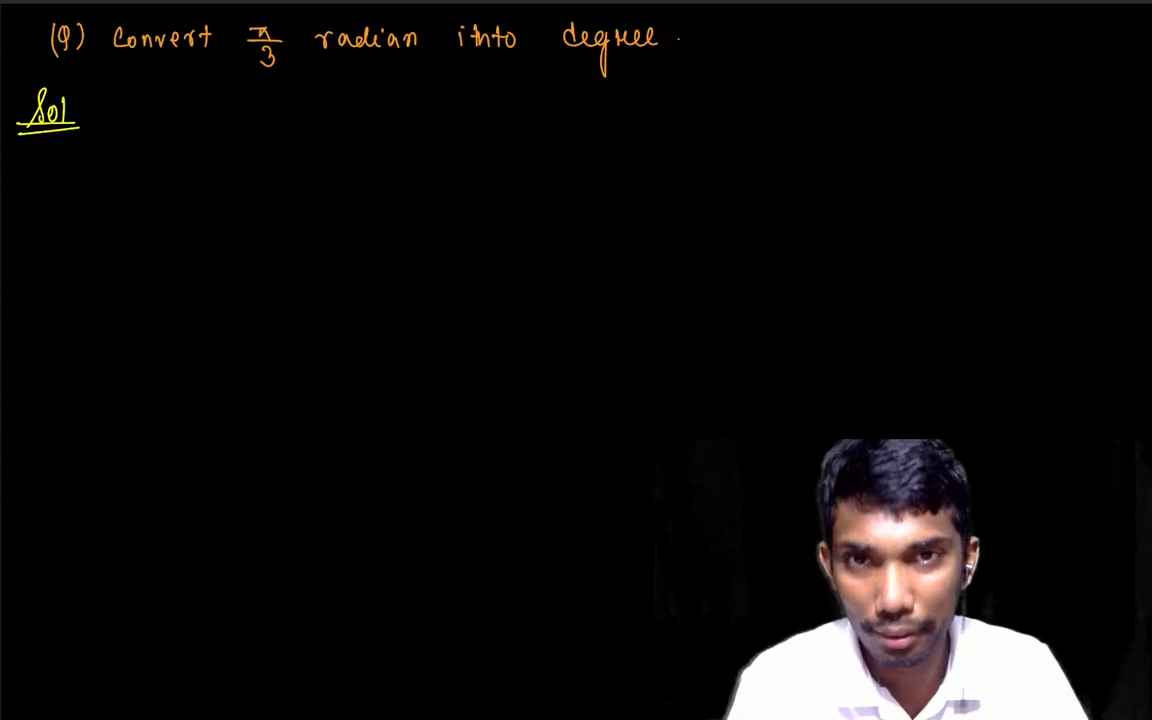 (Q) convert π/3 radian into degree.
Sol